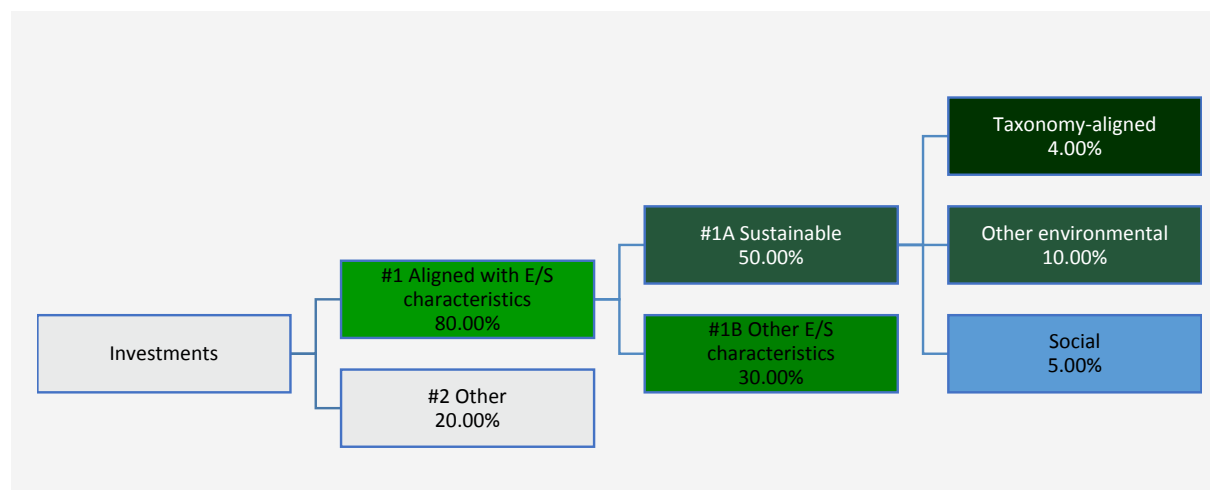 Investments
#1 Aligned with E/S
characteristics
80.00%
#2 Other
20.00%
#1A Sustainable
50.00%
#1B Other E/S
characteristics
30.00%
Taxonomy-aligned
4.00%
Other environmental
10.00%
Social
5.00%